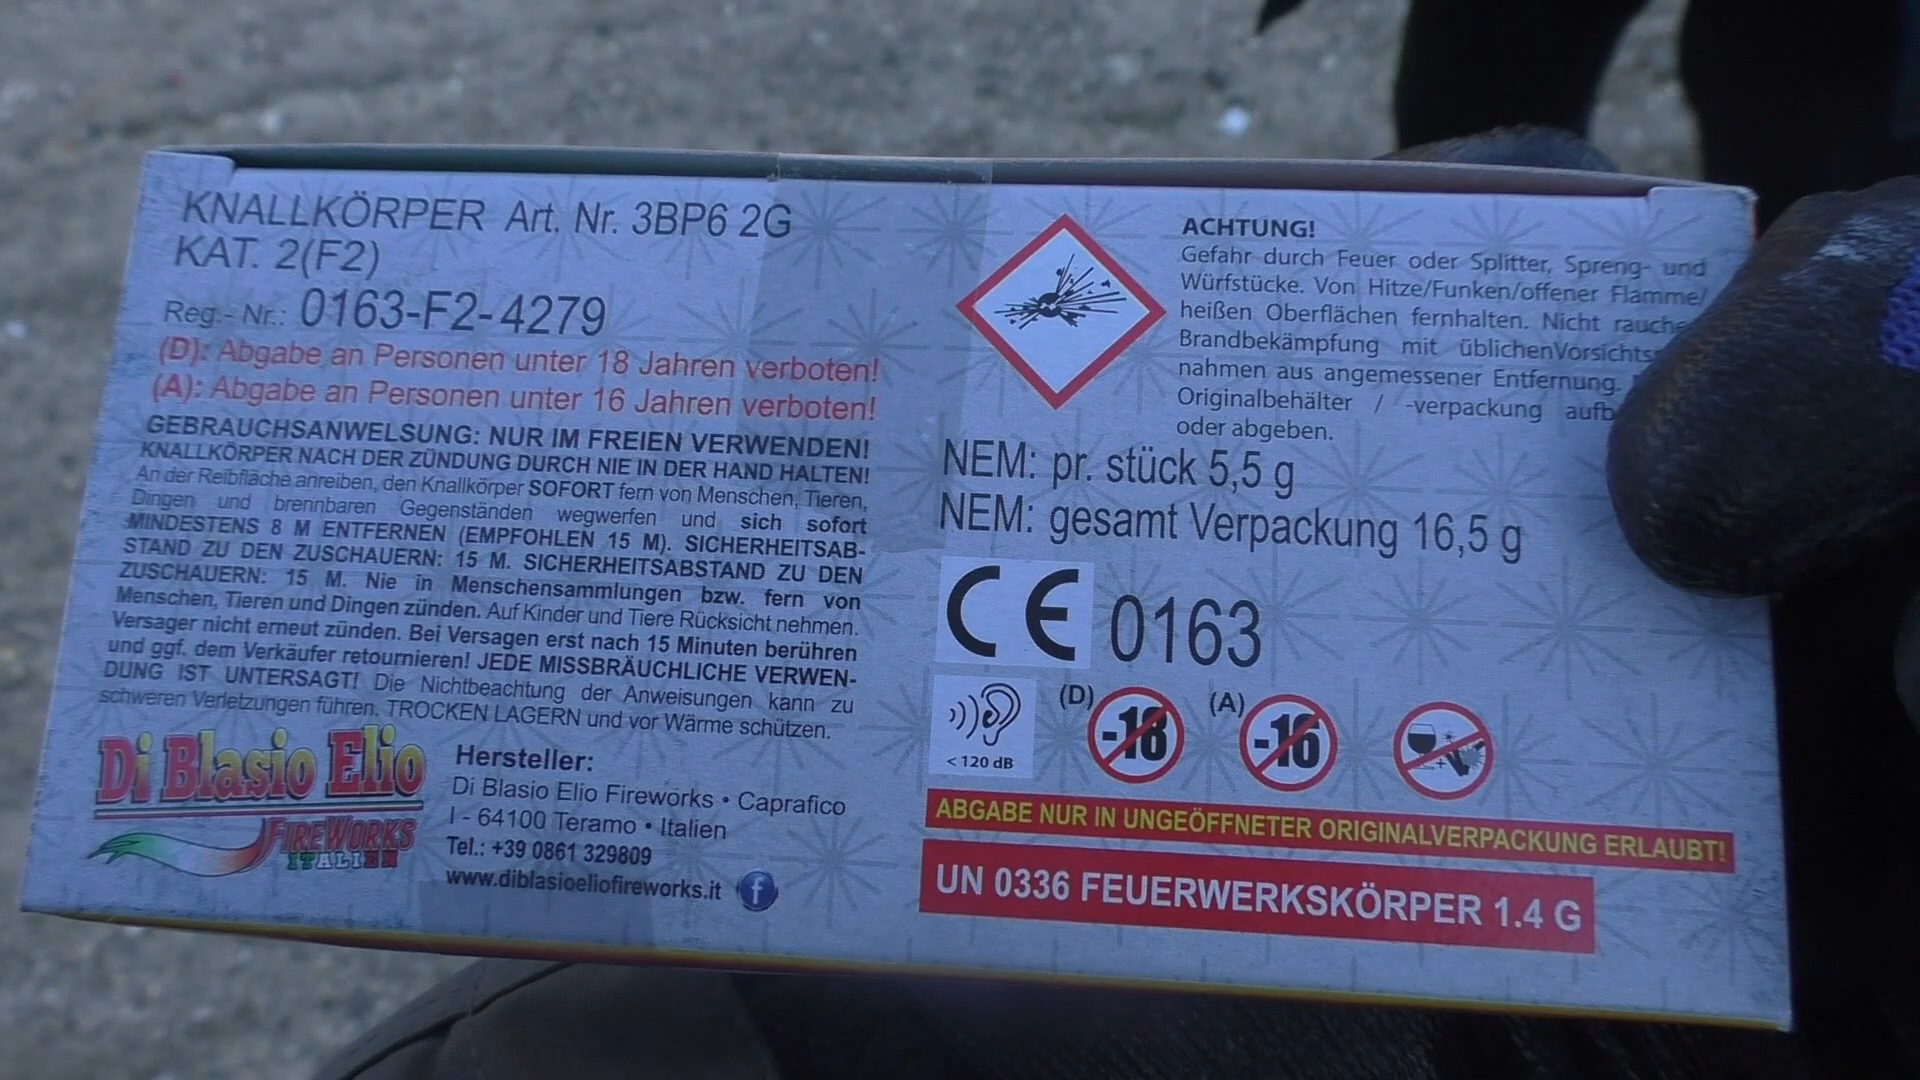 KNALLKÖRPER Art. Nr. 3BP6 2G
KAT. 2(F2)
Reg.- Nr.: 0163-F2-4279
(D): Abgabe an Personen unter 18 Jahren verboten!
(A): Abgabe an Personen unter 16 Jahren verboten!
GEBRAUCHSANWELSUNG: NUR IM FREIEN VERWENDEN!
KNALLKÖRPER NACH DER ZÜNDUNG DURCH NIE IN DER HAND HALTEN!
An der Reibfläche anreiben, den Knallkörper SOFORT fern von Menschen, Tieren,
Dingen und brennbaren Gegenständen wegwerfen und sich sofort
MINDESTENS 8 M ENTFERNEN (EMPFOHLEN 15 M). SICHERHEITSAB-
STAND ZU DEN ZUSCHAUERN: 15 M. SICHERHEITSABSTAND ZU DEN
ZUSCHAUERN: 15 M. Nie in Menschensammlungen bzw. fern von
Menschen, Tieren und Dingen zünden. Auf Kinder und Tiere Rücksicht nehmen.
Versager nicht erneut zünden. Bei Versagen erst nach 15 Minuten berühren
und ggf. dem Verkäufer retournieren! JEDE MISSBRÄUCHLICHE VERWEN-
DUNG IST UNTERSAGT! Die Nichtbeachtung der Anweisungen kann zu
schweren Verletzungen führen. TROCKEN LAGERN und vor Wärme schützen.
Di Blasio Elio
FIREWORKS
ITALIEN
Hersteller:
Di Blasio Elio Fireworks • Caprafico
I - 64100 Teramo • Italien
Tel.: +39 0861 329809
www.diblasioeliofireworks.it f
ACHTUNG!
Gefahr durch Feuer oder Splitter, Spreng- und
Würfstücke. Von Hitze/Funken/offener Flamme/
heißen Oberflächen fernhalten. Nicht rauche
Brandbekämpfung mit üblichenVorsichts
nahmen aus angemessener Entfernung.
Originalbehälter / -verpackung aufb
oder abgeben.
NEM: pr. stück 5,5 g
NEM: gesamt Verpackung 16,5 g
CE 0163
< 120 dB
(D) -18 (A) -16
ABGABE NUR IN UNGEÖFFNETER ORIGINALVERPACKUNG ERLAUBT!
UN 0336 FEUERWERKSKÖRPER 1.4 G